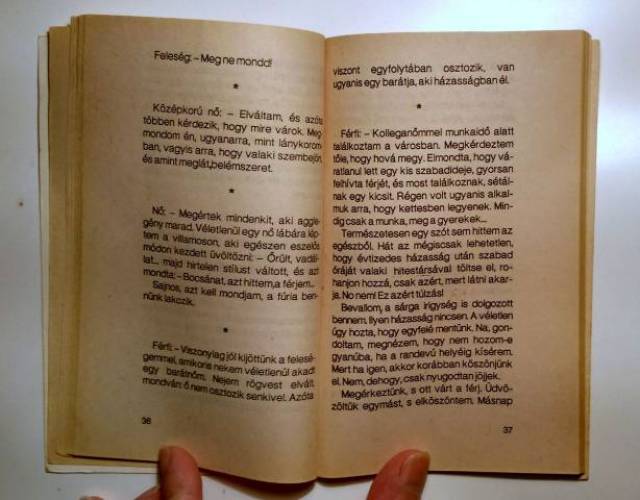 Feleség: – Meg ne mondd!
*
Középkorú nő: – Elváltam, és azóta
többen kérdezik, hogy mire várok. Meg-
mondom én, ugyanarra, mint lánykorom-
ban, vagyis arra, hogy valaki szembejön,
és amint meglát, belémszeret.
*
Nő: – Megértek mindenkit, aki aggle-
gény marad. Véletlenül egy nő lábára lép-
tem a villamoson, aki egészen eszelős
módon kezdett üvöltözni: – Őrült, vadál-
lat... majd hirtelen stílust váltott, és azt
mondta: – Bocsánat, azt hittem, a férjem...
Sajnos, azt kell mondjam, a fúria ben-
nünk lakozik.
*
Férfi: – Viszonylag jól kijöttünk a felesé-
gemmel, amikoris nekem véletlenül akadt
egy barátnőm. Nejem rögvest elvált,
mondván: ő nem osztozik senkivel. Azóta
36
viszont egyfolytában osztozik, van
ugyanis egy barátja, aki házasságban él.
*
Férfi: – Kolleganőmmel munkaidő alatt
találkoztam a városban. Megkérdeztem
tőle, hogy hová megy. Elmondta, hogy vá-
ratlanul lett egy kis szabadideje, gyorsan
felhívta férjét, és most találkoznak, sétál-
nak egy kicsit. Régen volt ugyanis alkal-
muk arra, hogy kettesben legyenek. Min-
dig csak a munka, meg a gyerekek...
Természetesen egy szót sem hittem az
egészből. Hát az mégiscsak lehetetlen,
hogy évtizedes házasság után szabad
óráját valaki hitestársával töltse el, ro-
hanjon hozzá, csak azért, mert látni akar-
ja. No nem! Ez azért túlzás!
Bevallom, a sárga irigység is dolgozott
bennem. Ilyen házasság nincsen. A véletlen
úgy hozta, hogy egyfelé mentünk. Na, gon-
doltam, megnézem, hogy nem hozom-e
gyanúba, ha a randevú helyéig kísérem.
Mert ha igen, akkor korábban köszönjünk
el. Nem, dehogy, csak nyugodtan jöjjek.
Megérkeztünk, s ott várt a férj. Üdvö-
zöltük egymást, s elköszöntem. Másnap
37